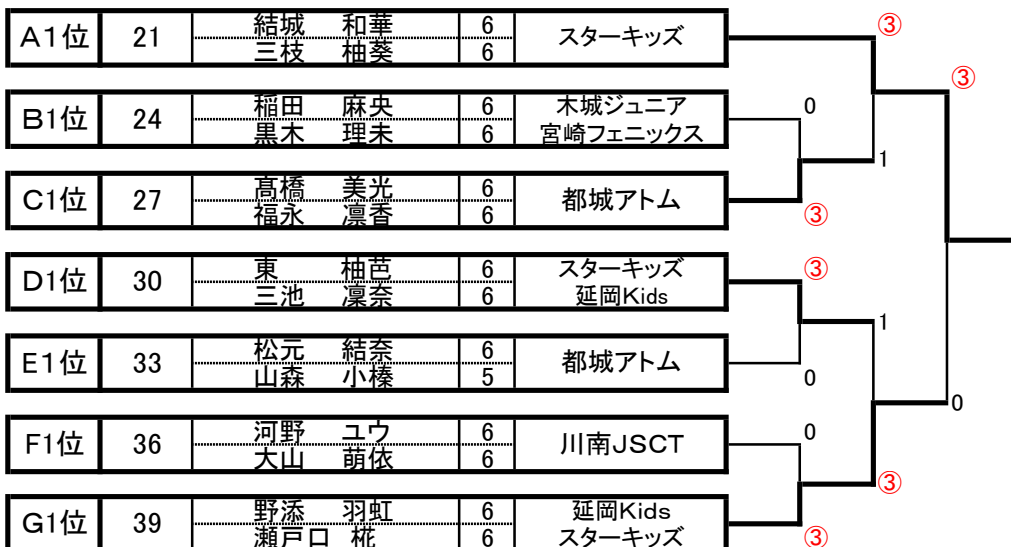 A1位 21 結城 和華 6 スターキッズ ③
三枝 柚葵 6
③
B1位 24 稲田 麻央 6 木城ジュニア 0
黒木 理未 6 宮崎フェニックス
1
C1位 27 髙橋 美光 6 都城アトム
福永 凛香 6 ③
D1位 30 東 柚芭 6 スターキッズ ③
三池 凜奈 6 延岡Kids
1
E1位 33 松元 結奈 6 都城アトム
山森 小榛 5 0
0
F1位 36 河野 ユウ 6 川南JSCT 0
大山 萌依 6
③
G1位 39 野添 羽虹 6 延岡Kids
瀬戸口 椛 6 スターキッズ ③